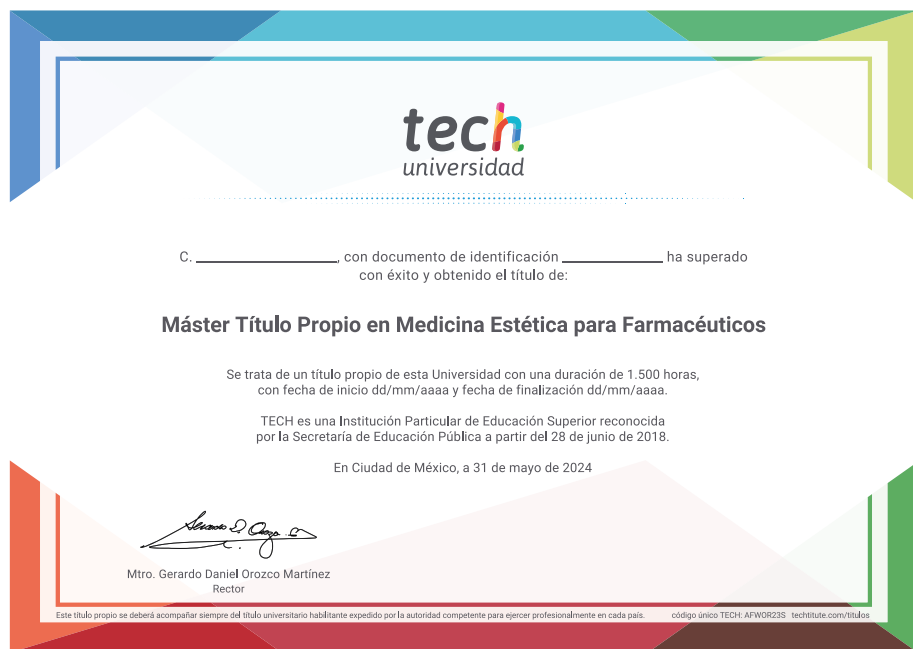 tech
universidad
C. ____________________, con documento de identificación ______________ ha superado
con éxito y obtenido el título de:
Máster Título Propio en Medicina Estética para Farmacéuticos
Se trata de un título propio de esta Universidad con una duración de 1.500 horas,
con fecha de inicio dd/mm/aaaa y fecha de finalización dd/mm/aaaa.
TECH es una Institución Particular de Educación Superior reconocida
por la Secretaría de Educación Pública a partir del 28 de junio de 2018.
En Ciudad de México, a 31 de mayo de 2024
Mtro. Gerardo Daniel Orozco Martínez
Rector
Este título propio se deberá acompañar siempre del título universitario habilitante expedido por la autoridad competente para ejercer profesionalmente en cada país. código único TECH: AFWOR23S techtitute.com/titulos